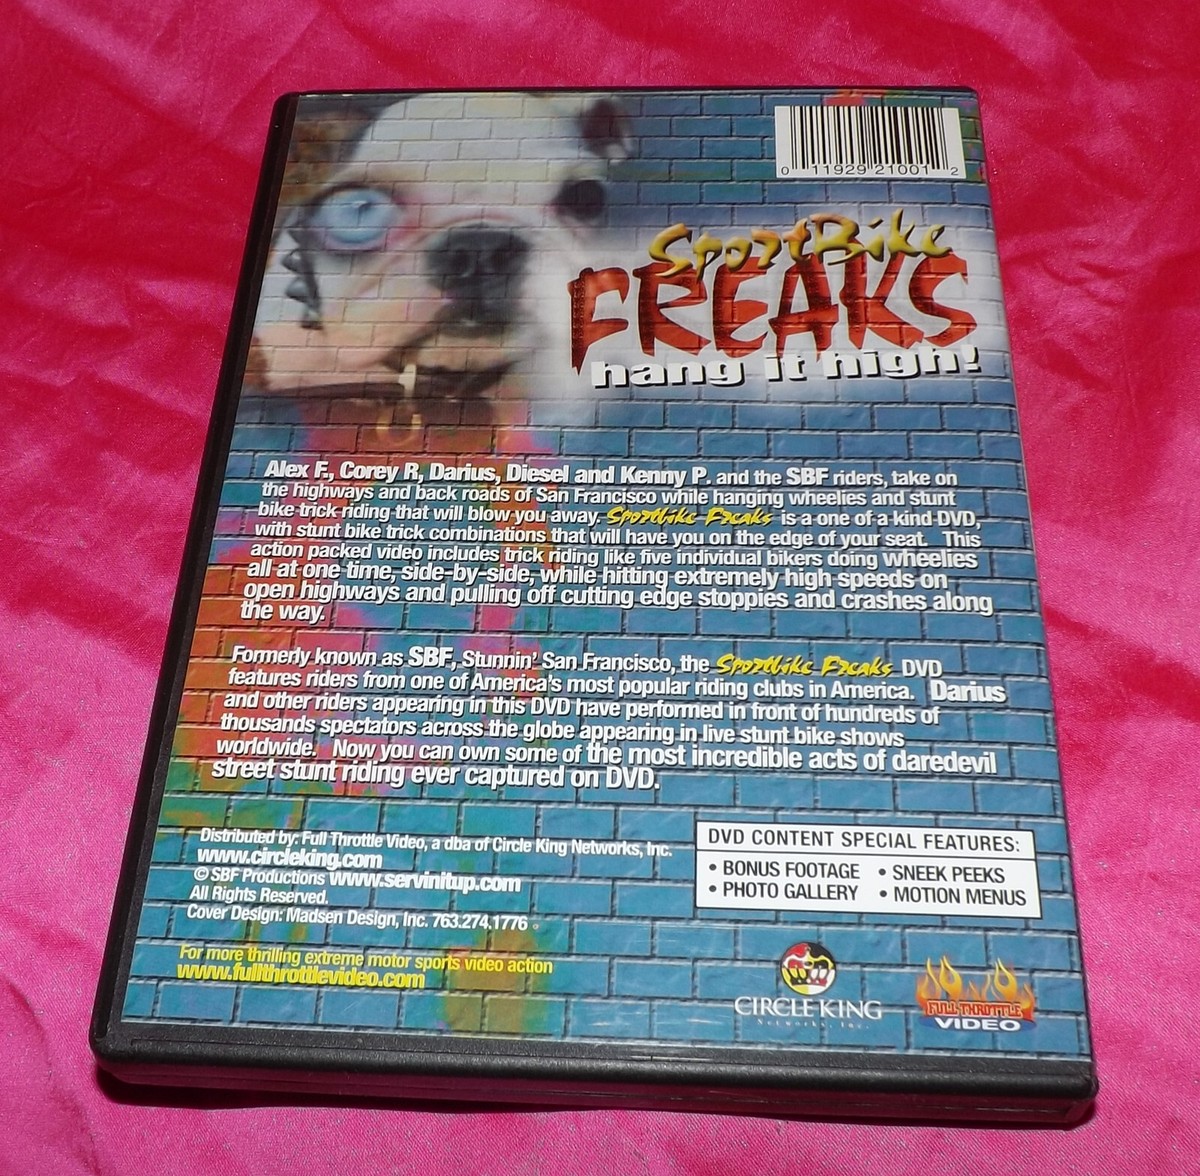 0 11929 21001 2
SportBike
FREAKS
hang it high!
Alex F., Corey R, Darius, Diesel and Kenny P. and the SBF riders, take on
the highways and back roads of San Francisco while hanging wheelies and stunt
bike trick riding that will blow you away. Sportbike Freaks is a one of a kind DVD,
with stunt bike trick combinations that will have you on the edge of your seat. This
action packed video includes trick riding like five individual bikers doing wheelies
all at one time, side-by-side, while hitting extremely high speeds on
open highways and pulling off cutting edge stoppies and crashes along
the way.
Formerly known as SBF, Stunnin' San Francisco, the Sportbike Freaks DVD
features riders from one of America's most popular riding clubs in America. Darius
and other riders appearing in this DVD have performed in front of hundreds of
thousands spectators across the globe appearing in live stunt bike shows
worldwide. Now you can own some of the most incredible acts of daredevil
street stunt riding ever captured on DVD.
Distributed by: Full Throttle Video, a dba of Circle King Networks, Inc.
www.circleking.com
© SBF Productions www.servinitup.com
All Rights Reserved.
Cover Design: Madsen Design, Inc. 763.274.1776
For more thrilling extreme motor sports video action
www.fullthrottlevideo.com
DVD CONTENT SPECIAL FEATURES:
• BONUS FOOTAGE • SNEEK PEEKS
• PHOTO GALLERY • MOTION MENUS
CIRCLE KING
Networks, Inc.
FULL THROTTLE
VIDEO